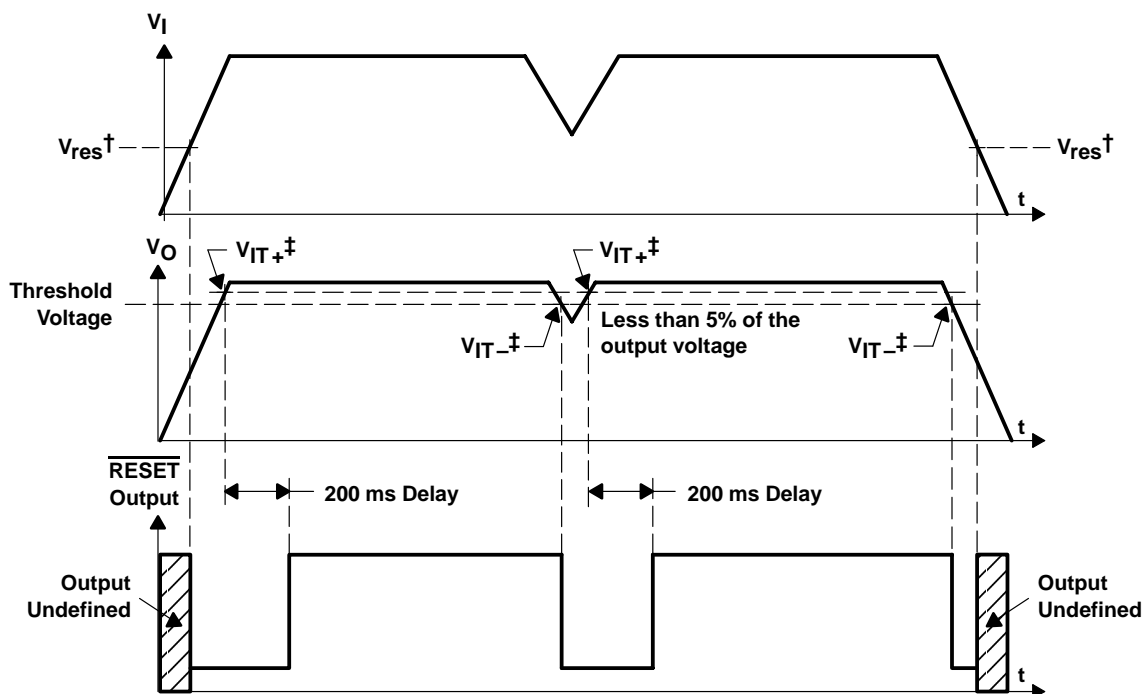 VI
Vres†
Vres†
t
VO
VIT+‡
VIT+‡
Threshold
Voltage
VIT–‡
Less than 5% of the
output voltage
VIT–‡
t
RESET
Output
200 ms Delay
200 ms Delay
Output
Undefined
Output
Undefined
t